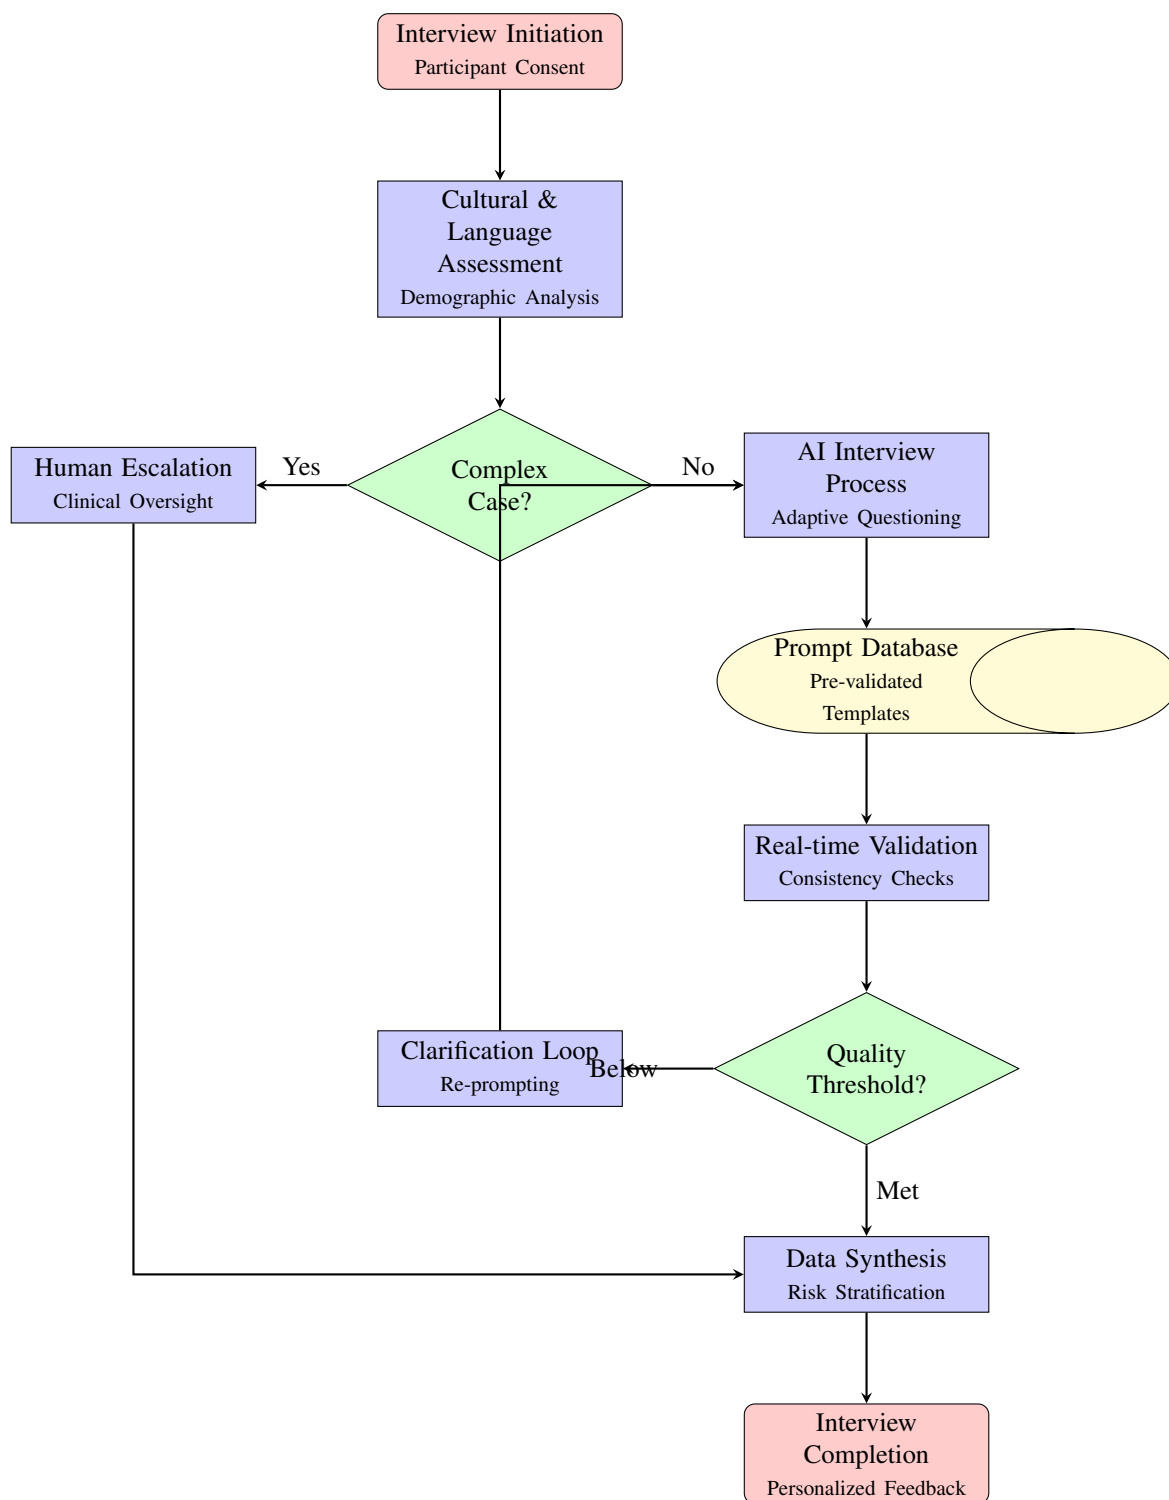 Interview Initiation
Participant Consent
Cultural &
Language
Assessment
Demographic Analysis
Human Escalation
Clinical Oversight
Yes
Complex
Case?
No
AI Interview
Process
Adaptive Questioning
Prompt Database
Pre-validated
Templates
Real-time Validation
Consistency Checks
Clarification Loop
Re-prompting
Below
Quality
Threshold?
Met
Data Synthesis
Risk Stratification
Interview
Completion
Personalized Feedback